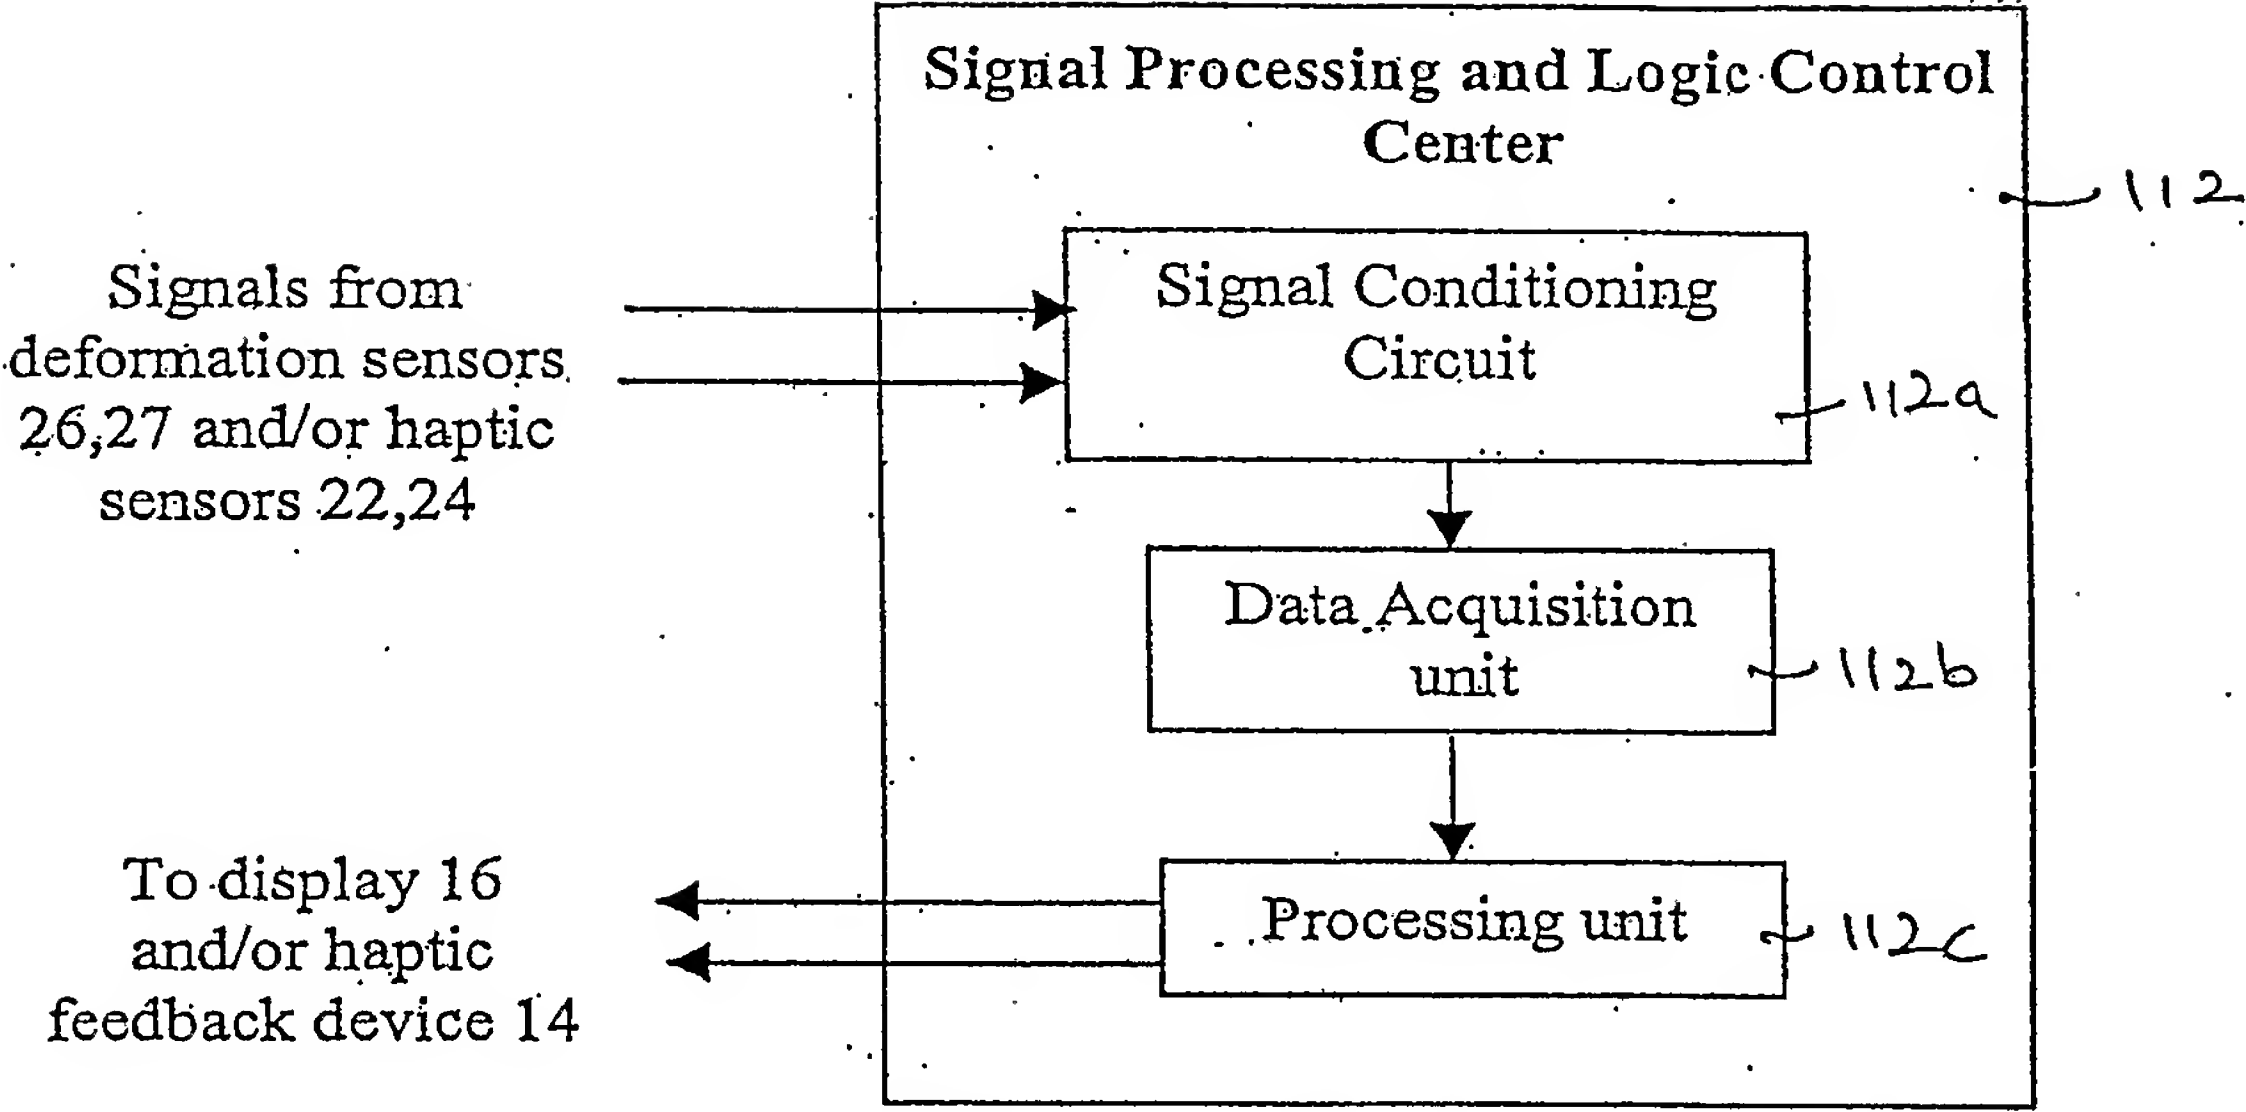 Signal Processing and Logic Control
Center
112
Signals from
deformation sensors
26,27 and/or haptic
sensors 22,24
Signal Conditioning
Circuit
112a
Data Acquisition
unit
112b
To display 16
and/or haptic
feedback device 14
Processing unit
112c